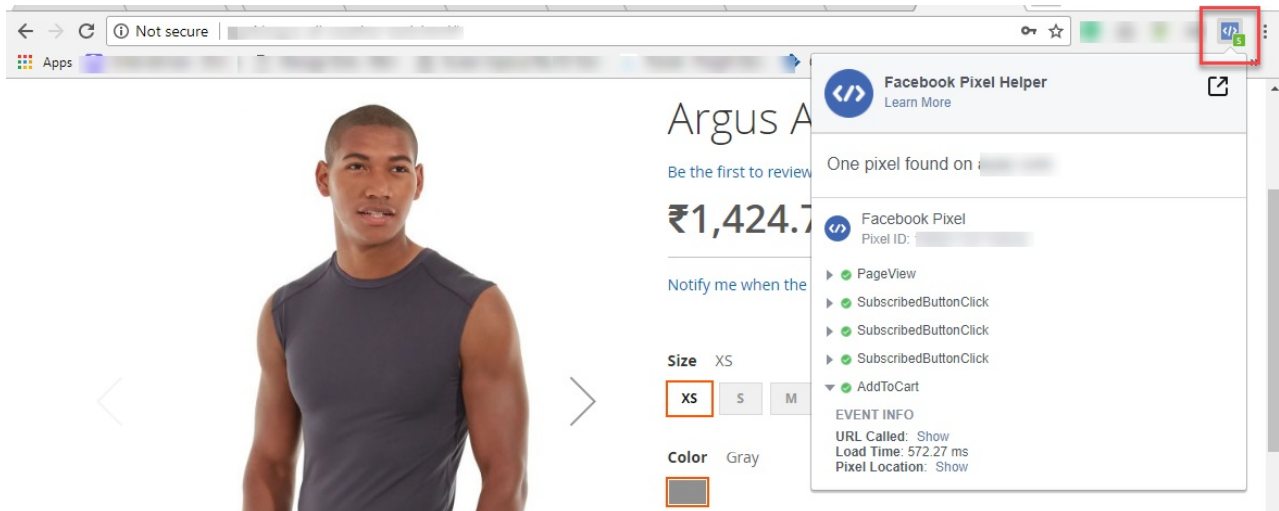 Not secure
Apps
5
Facebook Pixel Helper
Learn More
One pixel found on
Facebook Pixel
Pixel ID:
PageView
SubscribedButtonClick
SubscribedButtonClick
SubscribedButtonClick
AddToCart
EVENT INFO
URL Called: Show
Load Time: 572.27 ms
Pixel Location: Show
Argus A
Be the first to review
₹1,424.7
Notify me when the
Size XS
XS S M
Color Gray